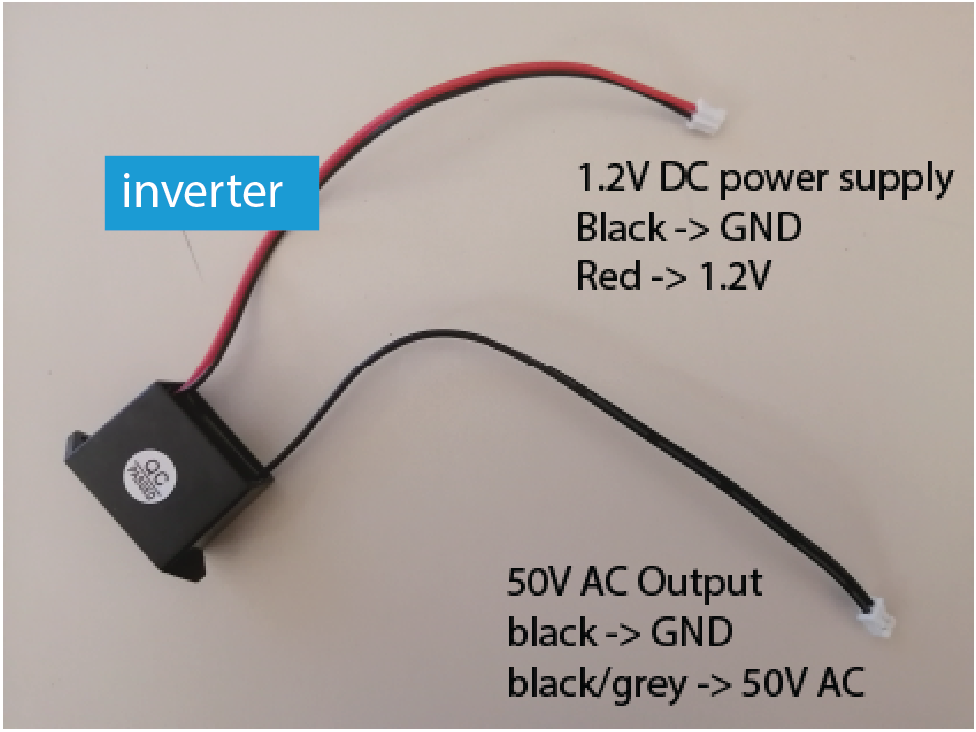 inverter
1.2V DC power supply
Black -> GND
Red -> 1.2V
QC
50V AC Output
black -> GND
black/grey -> 50V AC